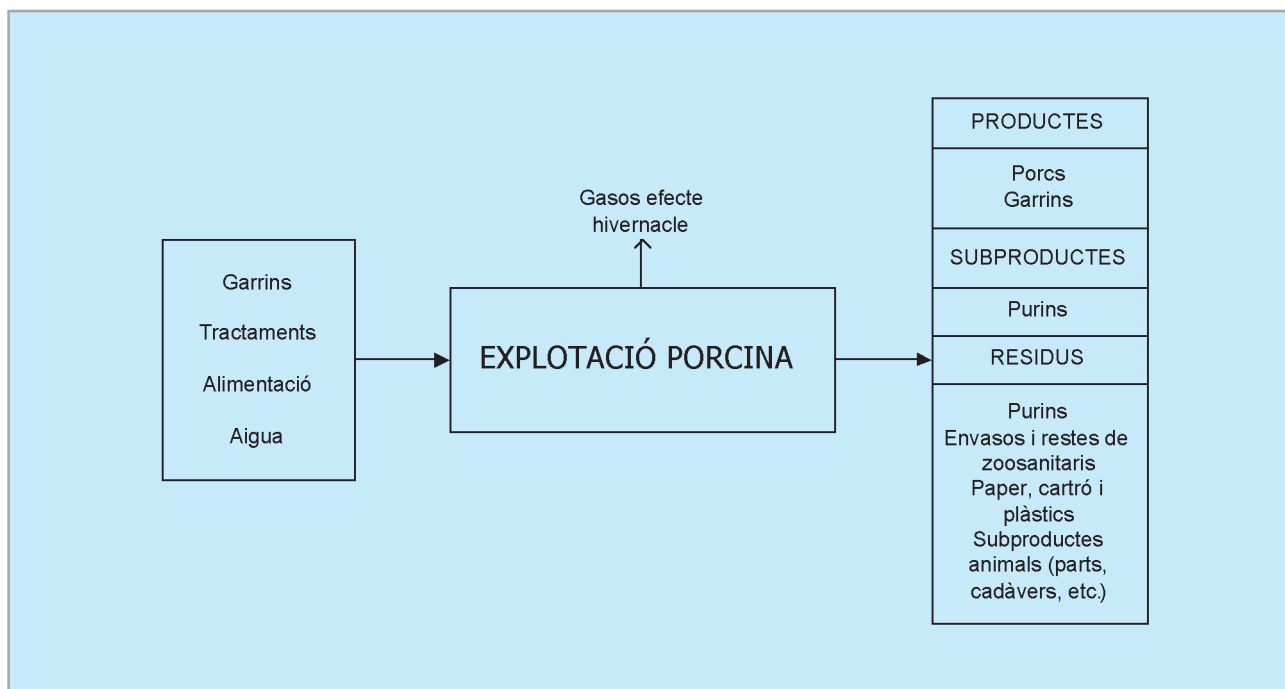 Garrins
Tractaments
Alimentació
Aigua
Gasos efecte
hivernacle
EXPLOTACIÓ PORCINA
PRODUCTES
Porcs
Garrins
SUBPRODUCTES
Purins
RESIDUS
Purins
Envasos i restes de
zoosanitaris
Paper, cartró i
plàstics
Subproductes
animals (parts,
cadàvers, etc.)